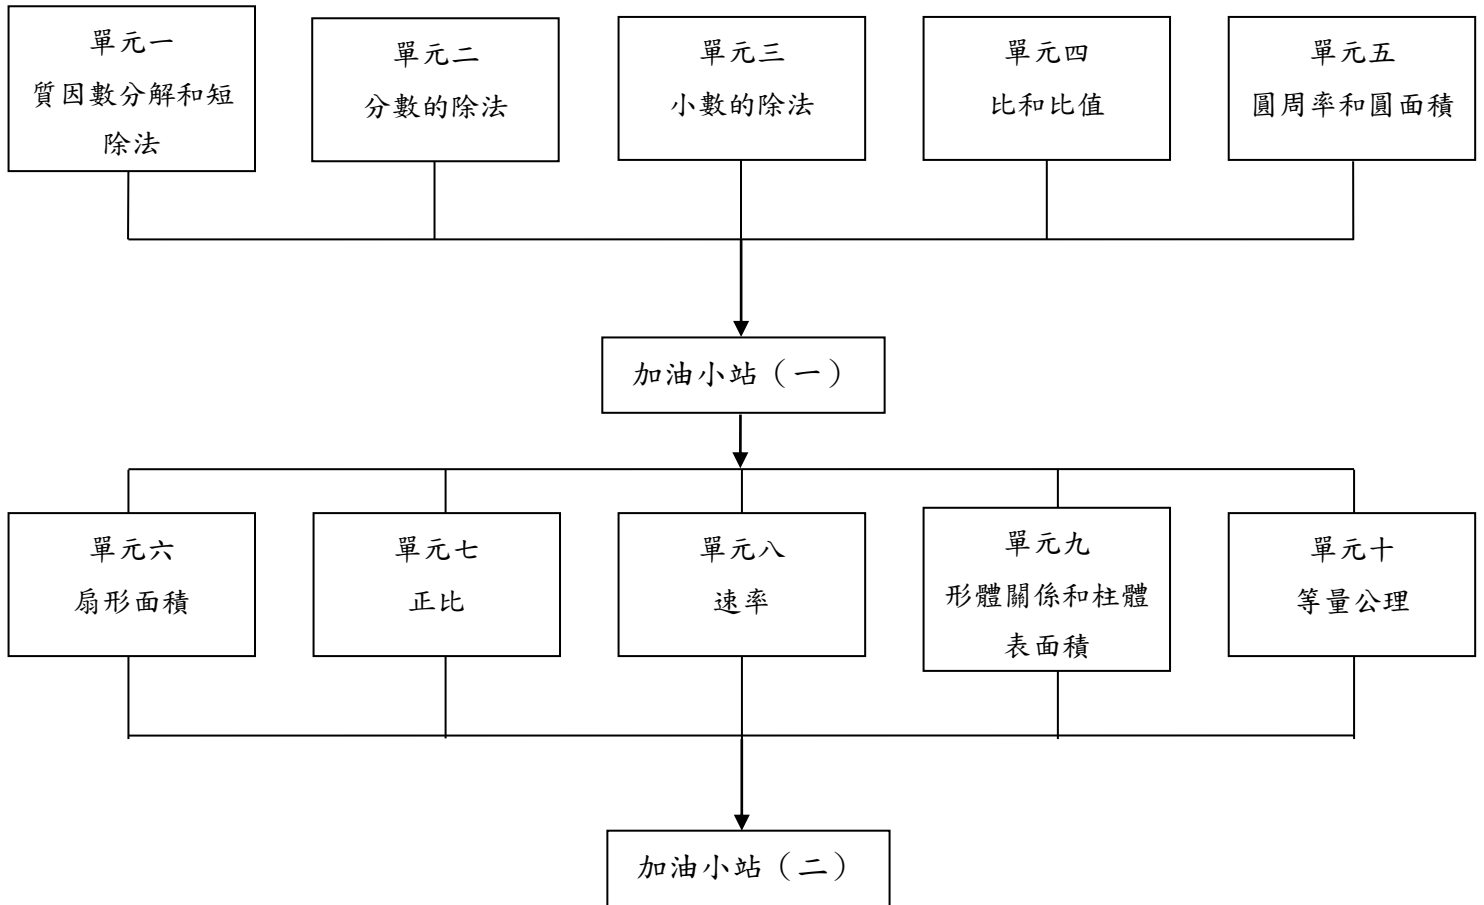 單元一
質因數分解和短
除法
單元二
分數的除法
單元三
小數的除法
單元四
比和比值
單元五
圓周率和圓面積
加油小站（一）
單元六
扇形面積
單元七
正比
單元八
速率
單元九
形體關係和柱體
表面積
單元十
等量公理
加油小站（二）